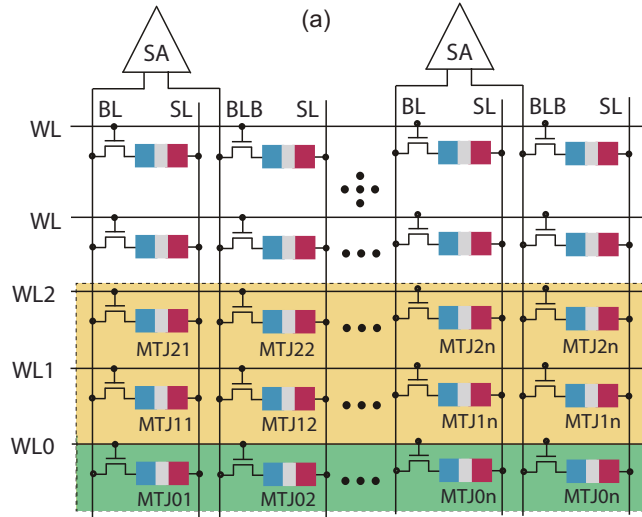 (a)
SA SA
BL SL BLB SL BL SL BLB SL
WL
WL
WL2
MTJ21 MTJ22 MTJ2n MTJ2n
WL1
MTJ11 MTJ12 MTJ1n MTJ1n
WL0
MTJ01 MTJ02 MTJ0n MTJ0n